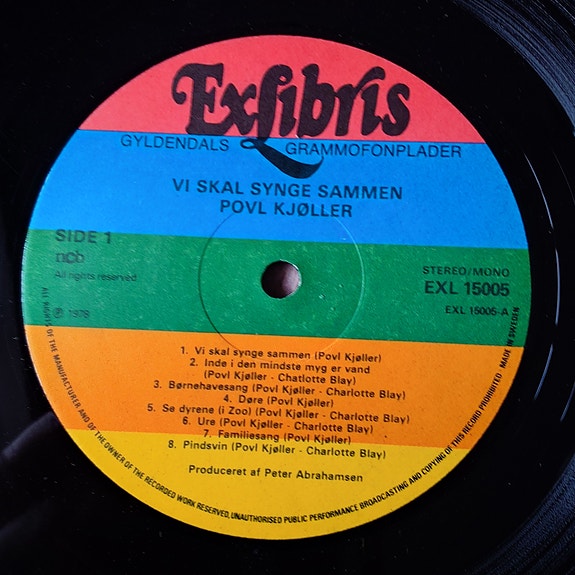 Exlibris
GYLDENDALS GRAMMOFONPLADER
VI SKAL SYNGE SAMMEN
POVL KJØLLER
SIDE 1
ncb
All rights reserved
℗ 1978
STEREO/MONO
EXL 15005
EXL 15005-A
1. Vi skal synge sammen (Povl Kjøller)
2. Inde i den mindste myg er vand
(Povl Kjøller - Chatlotte Blay)
3. Børnehavesang (Povl Kjøller - Charlotte Blay)
4. Døre (Povl Kjøller)
5. Se dyrene (i Zoo) (Povl Kjøller - Charlotte Blay)
6. Ure (Povl Kjøller - Charlotte Blay)
7. Familiesang (Povl Kjøller)
8. Pindsvin (Povl Kjøller - Charlotte Blay)
Produceret af Peter Abrahamsen
ALL RIGHTS OF THE MANUFACTURER AND OF THE OWNER OF THE RECORDED WORK RESERVED, UNAUTHORISED PUBLIC PERFORMANCE BROADCASTING AND COPYING OF THIS RECORD PROHIBITED. MADE IN SWEDEN